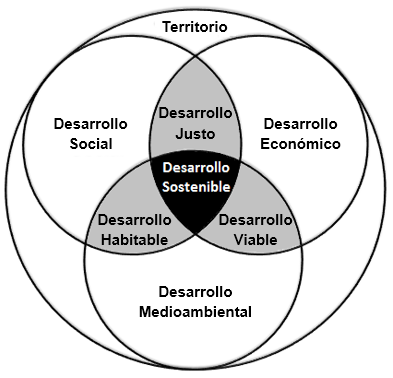 Territorio
Desarrollo
Justo
Desarrollo
Social
Desarrollo
Económico
Desarrollo
Sostenible
Desarrollo
Habitable
Desarrollo
Viable
Desarrollo
Medioambiental